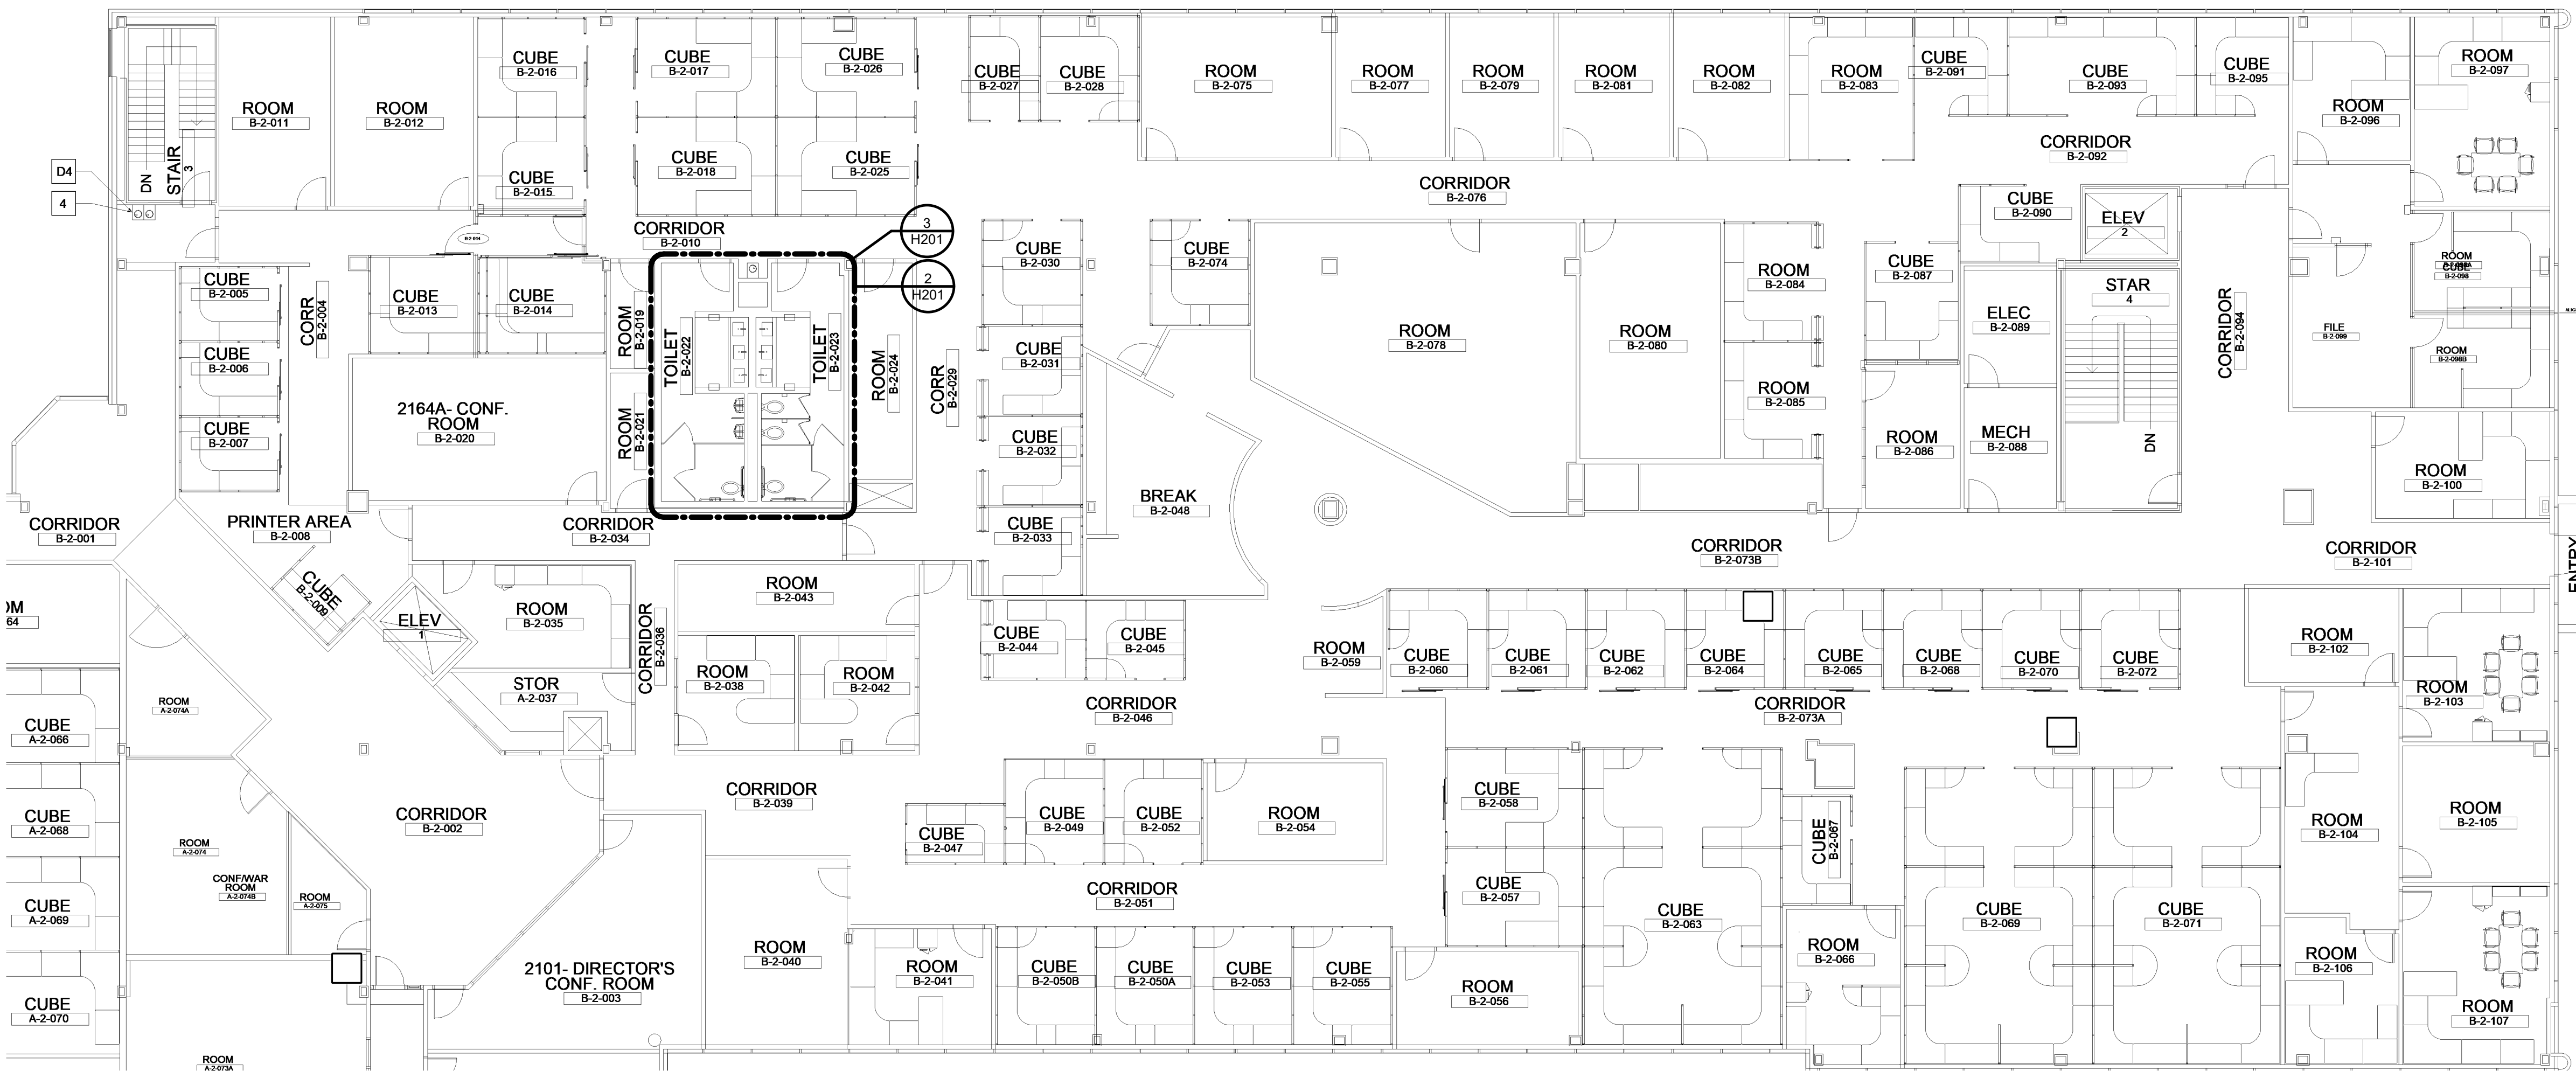 CUBE
B-2-016
CUBE
B-2-017
CUBE
B-2-026
CUBE
B-2-027
CUBE
B-2-028
ROOM
B-2-075
ROOM
B-2-077
ROOM
B-2-079
ROOM
B-2-081
ROOM
B-2-082
ROOM
B-2-083
CUBE
B-2-091
CUBE
B-2-093
CUBE
B-2-095
ROOM
B-2-096
ROOM
B-2-097
ROOM
B-2-011
ROOM
B-2-012
STAIR
3
DN
D4
4
CUBE
B-2-015
CUBE
B-2-018
CUBE
B-2-025
CORRIDOR
B-2-092
CORRIDOR
B-2-076
CORRIDOR
B-2-010
3
H201
2
H201
B-2-014
CUBE
B-2-030
CUBE
B-2-074
CUBE
B-2-090
ELEV
2
CUBE
B-2-005
CORR
B-2-004
CUBE
B-2-013
CUBE
B-2-014
ROOM
B-2-019
TOILET
B-2-022
TOILET
B-2-023
ROOM
B-2-024
CORR
B-2-029
CUBE
B-2-031
ROOM
B-2-078
ROOM
B-2-080
ROOM
B-2-084
CUBE
B-2-087
ELEC
B-2-089
STAR
4
CORRIDOR
B-2-094
ROOM
CUBE
B-2-098
FILE
B-2-099
ROOM
B-2-098B
CUBE
B-2-006
CUBE
B-2-007
2164A- CONF.
ROOM
B-2-020
ROOM
B-2-021
CUBE
B-2-032
ROOM
B-2-085
ROOM
B-2-086
MECH
B-2-088
DN
ROOM
B-2-100
BREAK
B-2-048
CORRIDOR
B-2-001
PRINTER AREA
B-2-008
CORRIDOR
B-2-034
CUBE
B-2-033
CORRIDOR
B-2-073B
CORRIDOR
B-2-101
ENTRY
OM
64
CUBE
B-2-009
ELEV
1
ROOM
B-2-035
CORRIDOR
B-2-036
ROOM
B-2-043
CUBE
B-2-044
CUBE
B-2-045
ROOM
B-2-059
CUBE
B-2-060
CUBE
B-2-061
CUBE
B-2-062
CUBE
B-2-064
CUBE
B-2-065
CUBE
B-2-068
CUBE
B-2-070
CUBE
B-2-072
ROOM
B-2-102
ROOM
B-2-103
STOR
A-2-037
ROOM
B-2-038
ROOM
B-2-042
ROOM
A-2-074A
CORRIDOR
B-2-046
CORRIDOR
B-2-073A
CUBE
A-2-066
CUBE
A-2-068
CUBE
A-2-069
CUBE
A-2-070
CORRIDOR
B-2-002
CORRIDOR
B-2-039
CUBE
B-2-047
CUBE
B-2-049
CUBE
B-2-052
ROOM
B-2-054
CUBE
B-2-058
CUBE
B-2-067
ROOM
B-2-104
ROOM
B-2-105
ROOM
A-2-074
CONF/WAR
ROOM
A-2-074B
ROOM
A-2-075
CORRIDOR
B-2-051
CUBE
B-2-057
CUBE
B-2-063
CUBE
B-2-069
CUBE
B-2-071
2101- DIRECTOR'S
CONF. ROOM
B-2-003
ROOM
B-2-040
ROOM
B-2-041
CUBE
B-2-050B
CUBE
B-2-050A
CUBE
B-2-053
CUBE
B-2-055
ROOM
B-2-056
ROOM
B-2-066
ROOM
B-2-106
ROOM
B-2-107
ROOM
A-2-073A